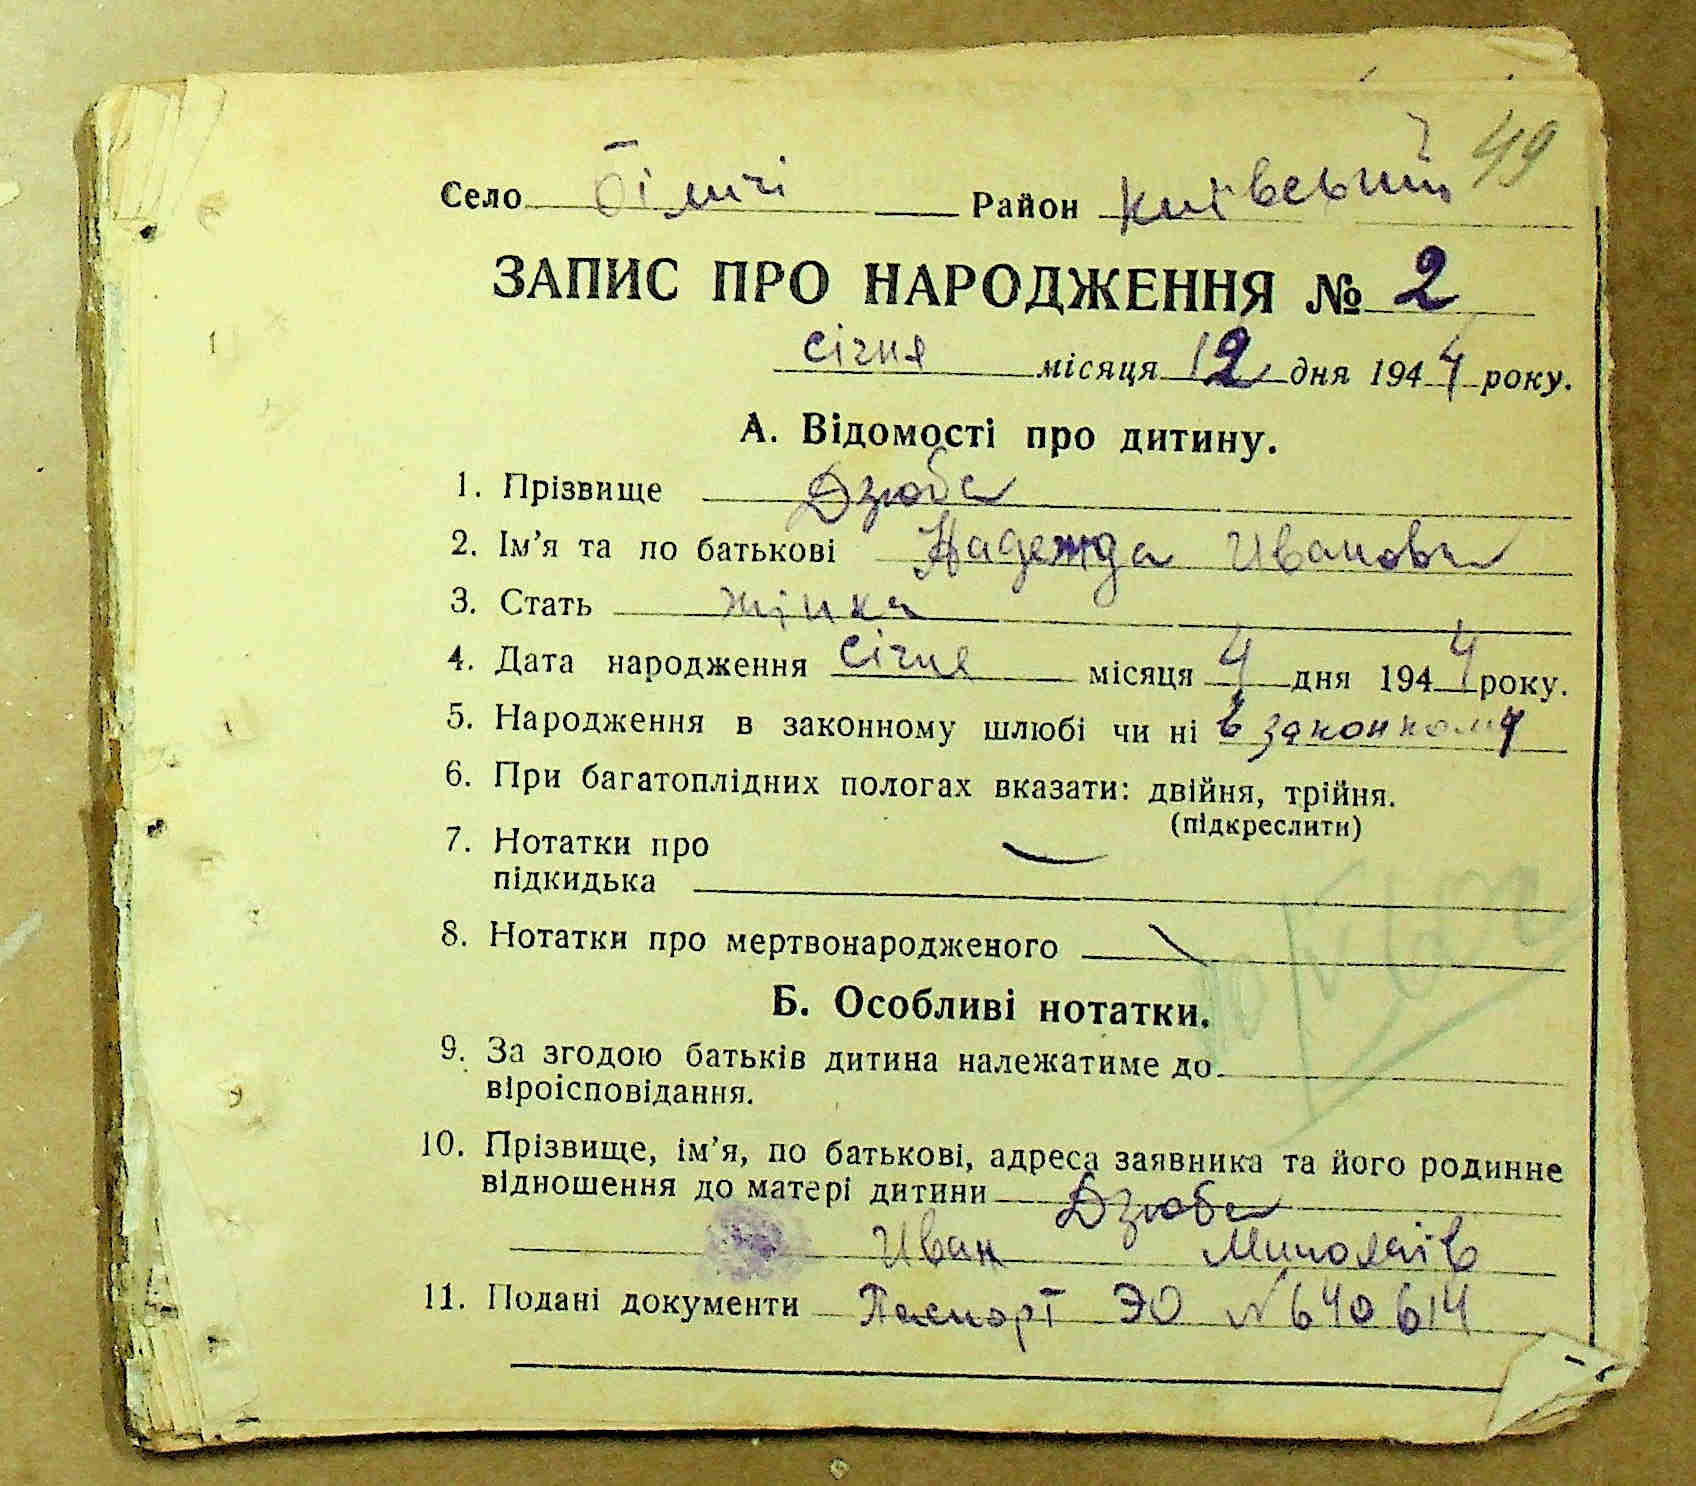 49
Село Біличі Район Київський
ЗАПИС ПРО НАРОДЖЕННЯ № 2
січня місяця 12 дня 1944 року.
А. Відомості про дитину.
1. Прізвище Дзюба
2. Ім’я та по батькові Надежда Ивановна
3. Стать жінка
4. Дата народження січня місяця 4 дня 1944 року.
5. Народження в законному шлюбі чи ні в законному
6. При багатоплідних пологах вказати: двійня, трійня.
(підкреслити)
7. Нотатки про
підкидька
8. Нотатки про мертвонародженого
Б. Особливі нотатки.
9. За згодою батьків дитина належатиме до
віроісповідання.
10. Прізвище, ім’я, по батькові, адреса заявника та його родинне
відношення до матері дитини Дзюба
Иван Миколаїв
11. Подані документи Паспорт ЭО № 640614